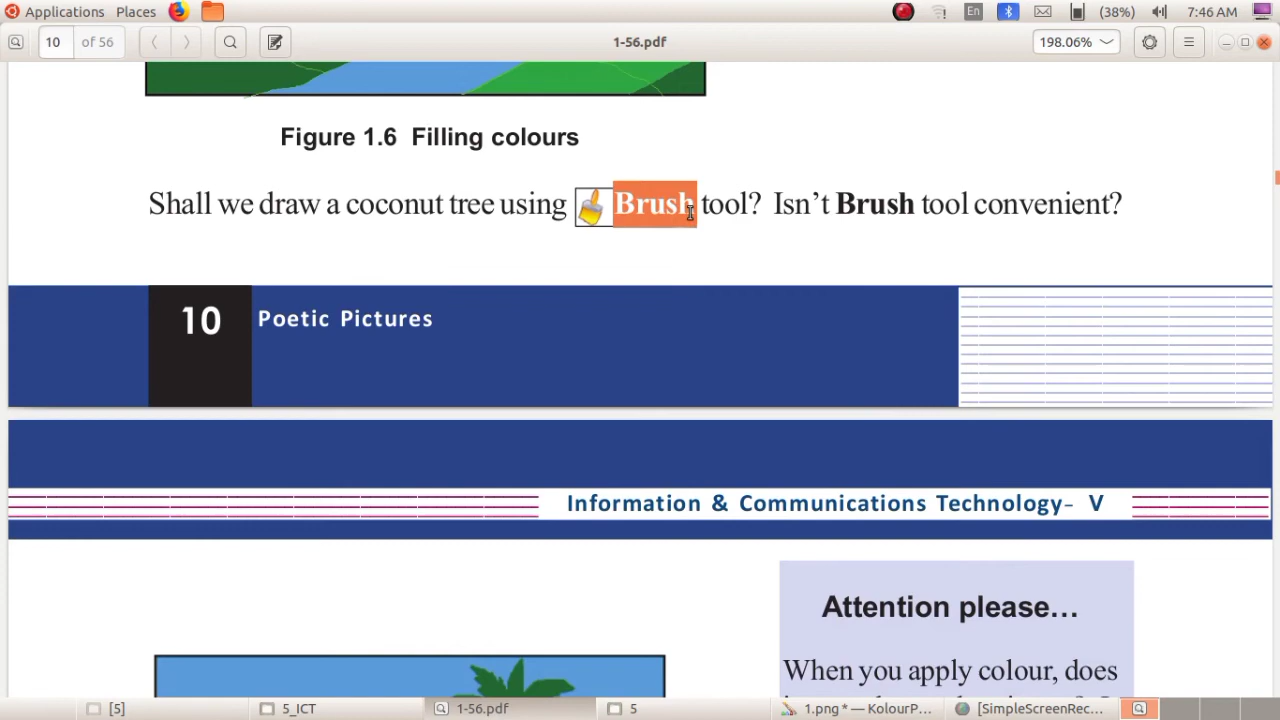 Applications Places En (38%) 7:46 AM
10 of 56 1-56.pdf 198.06%
Figure 1.6 Filling colours
Shall we draw a coconut tree using Brush tool? Isn’t Brush tool convenient?
10 Poetic Pictures
Information & Communications Technology– V
Attention please…
When you apply colour, does
[5] 5_ICT 1-56.pdf 5 1.png * — KolourP... [SimpleScreenRec...